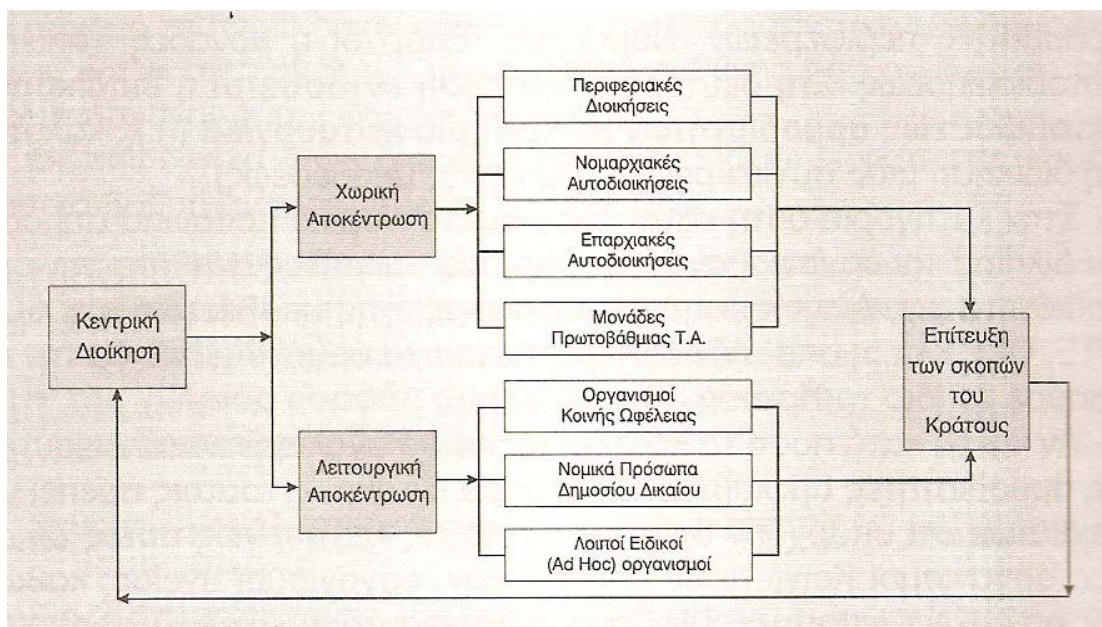 Περιφεριακές
Διοικήσεις
Νομαρχιακές
Αυτοδιοικήσεις
Χωρική
Αποκέντρωση
Επαρχιακές
Αυτοδιοικήσεις
Κεντρική
Διοίκηση
Μονάδες
Πρωτοβάθμιας Τ.Α.
Επίτευξη
των σκοπών
του
Κράτους
Οργανισμοί
Κοινής Ωφέλειας
Λειτουργική
Αποκέντρωση
Νομικά Πρόσωπα
Δημοσίου Δικαίου
Λοιποί Ειδικοί
(Ad Hoc) οργανισμοί